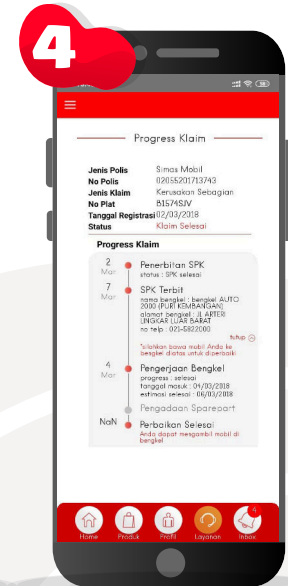 4
36
Progress Klaim
Jenis Polis Simas Mobil
No Polis 02055201713743
Jenis Klaim Kerusakan Sebagian
No Plat B1574SJV
Tanggal Registrasi 02/03/2018
Status Klaim Selesai
Progress Klaim
2 Mar Penerbitan SPK
status : SPK selesai
7 Mar SPK Terbit
nama bengkel : bengkel AUTO
2000 (PURI KEMBANGAN)
alamat bengkel : JL ARTERI
LINGKAR LUAR BARAT
no telp : 021-5822000
tutup
*silahkan bawa mobil Anda ke
bengkel diatas untuk diperbaiki
4 Mar Pengerjaan Bengkel
progress : selesai
tanggal masuk : 04/03/2018
estimasi selesai : 06/03/2018
Pengadaan Sparepart
NaN Perbaikan Selesai
Anda dapat mengambil mobil di
bengkel
4
Home Produk Profil Layanan Inbox